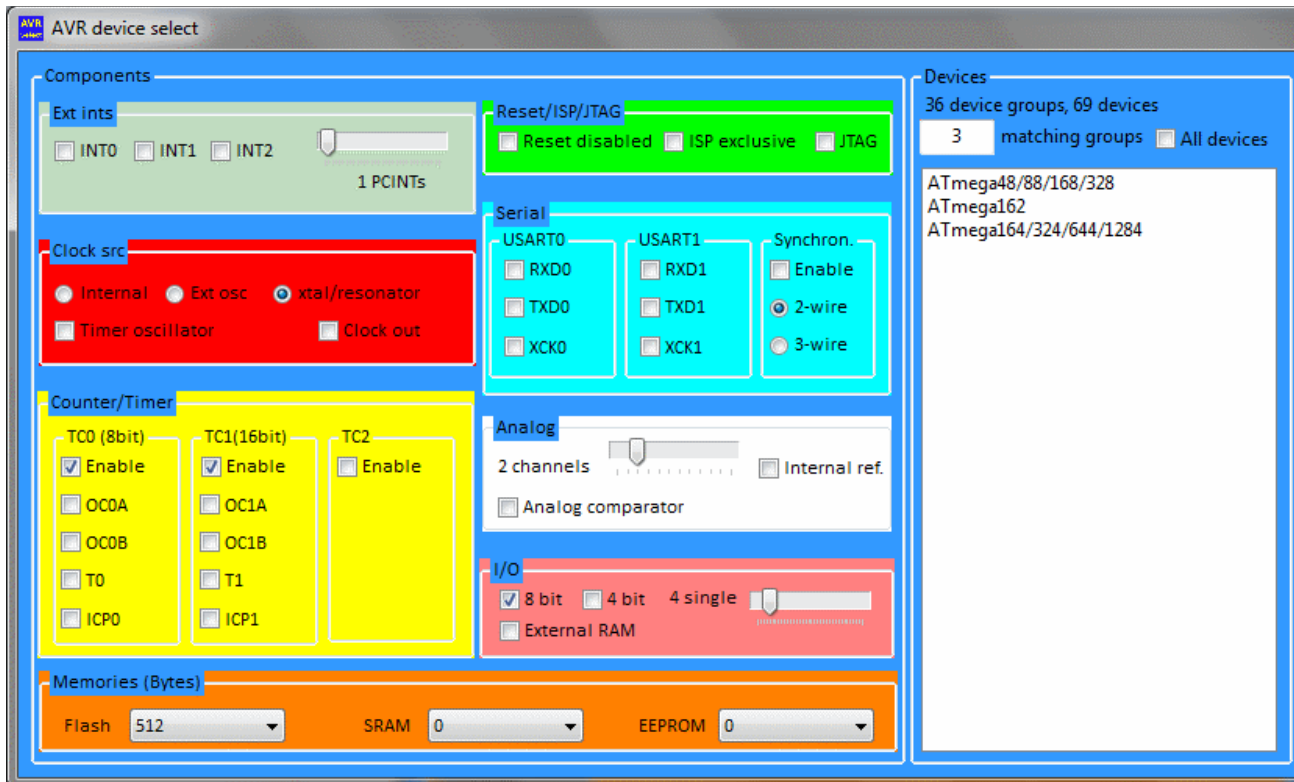 AVR select
AVR device select
Components
Ext ints
INT0 INT1 INT2
1 PCINTs
Clock src
Internal Ext osc xtal/resonator
Timer oscillator Clock out
Counter/Timer
TC0 (8bit) TC1(16bit) TC2
Enable Enable Enable
OC0A OC1A
OC0B OC1B
T0 T1
ICP0 ICP1
Reset/ISP/JTAG
Reset disabled ISP exclusive JTAG
Serial
USART0 USART1 Synchron.
RXD0 RXD1 Enable
TXD0 TXD1 2-wire
XCK0 XCK1 3-wire
Analog
2 channels Internal ref.
Analog comparator
I/O
8 bit 4 bit 4 single
External RAM
Memories (Bytes)
Flash 512 SRAM 0 EEPROM 0
Devices
36 device groups, 69 devices
3 matching groups All devices
ATmega48/88/168/328
ATmega162
ATmega164/324/644/1284